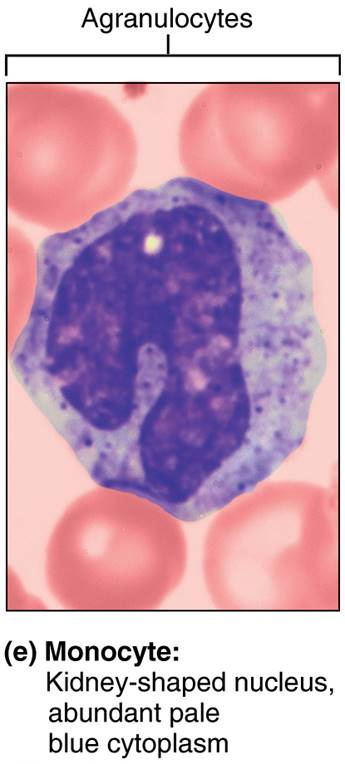 Agranulocytes
(e) Monocyte:
Kidney-shaped nucleus,
abundant pale
blue cytoplasm